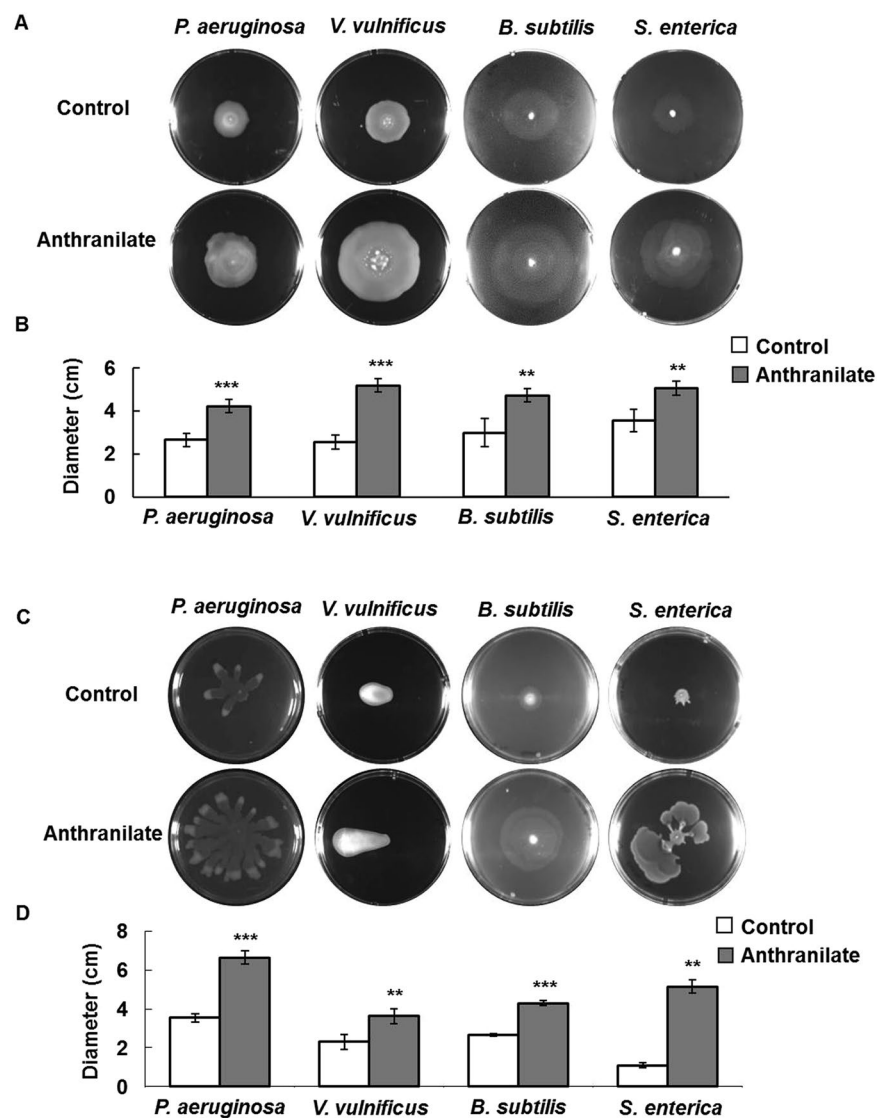 A
P. aeruginosa V. vulnificus B. subtilis S. enterica
Control
Anthranilate
B
Control
Anthranilate
Diameter (cm)
6
4
2
0
*** *** ** **
P. aeruginosa V. vulnificus B. subtilis S. enterica
C
P. aeruginosa V. vulnificus B. subtilis S. enterica
Control
Anthranilate
D
Control
Anthranilate
Diameter (cm)
8
6
4
2
0
*** ** *** **
P. aeruginosa V. vulnificus B. subtilis S. enterica